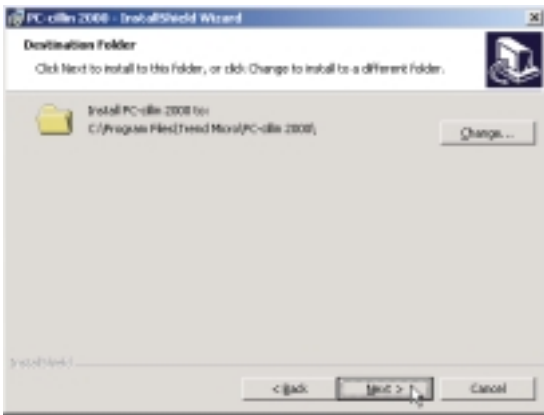 PC-cillin 2000 - InstallShield Wizard
Destination Folder
Click Next to install to this folder, or click Change to install to a different folder.
Install PC-cillin 2000 to:
C:\Program Files\Trend Micro\PC-cillin 2000\
Change...
InstallShield
< Back
Next >
Cancel